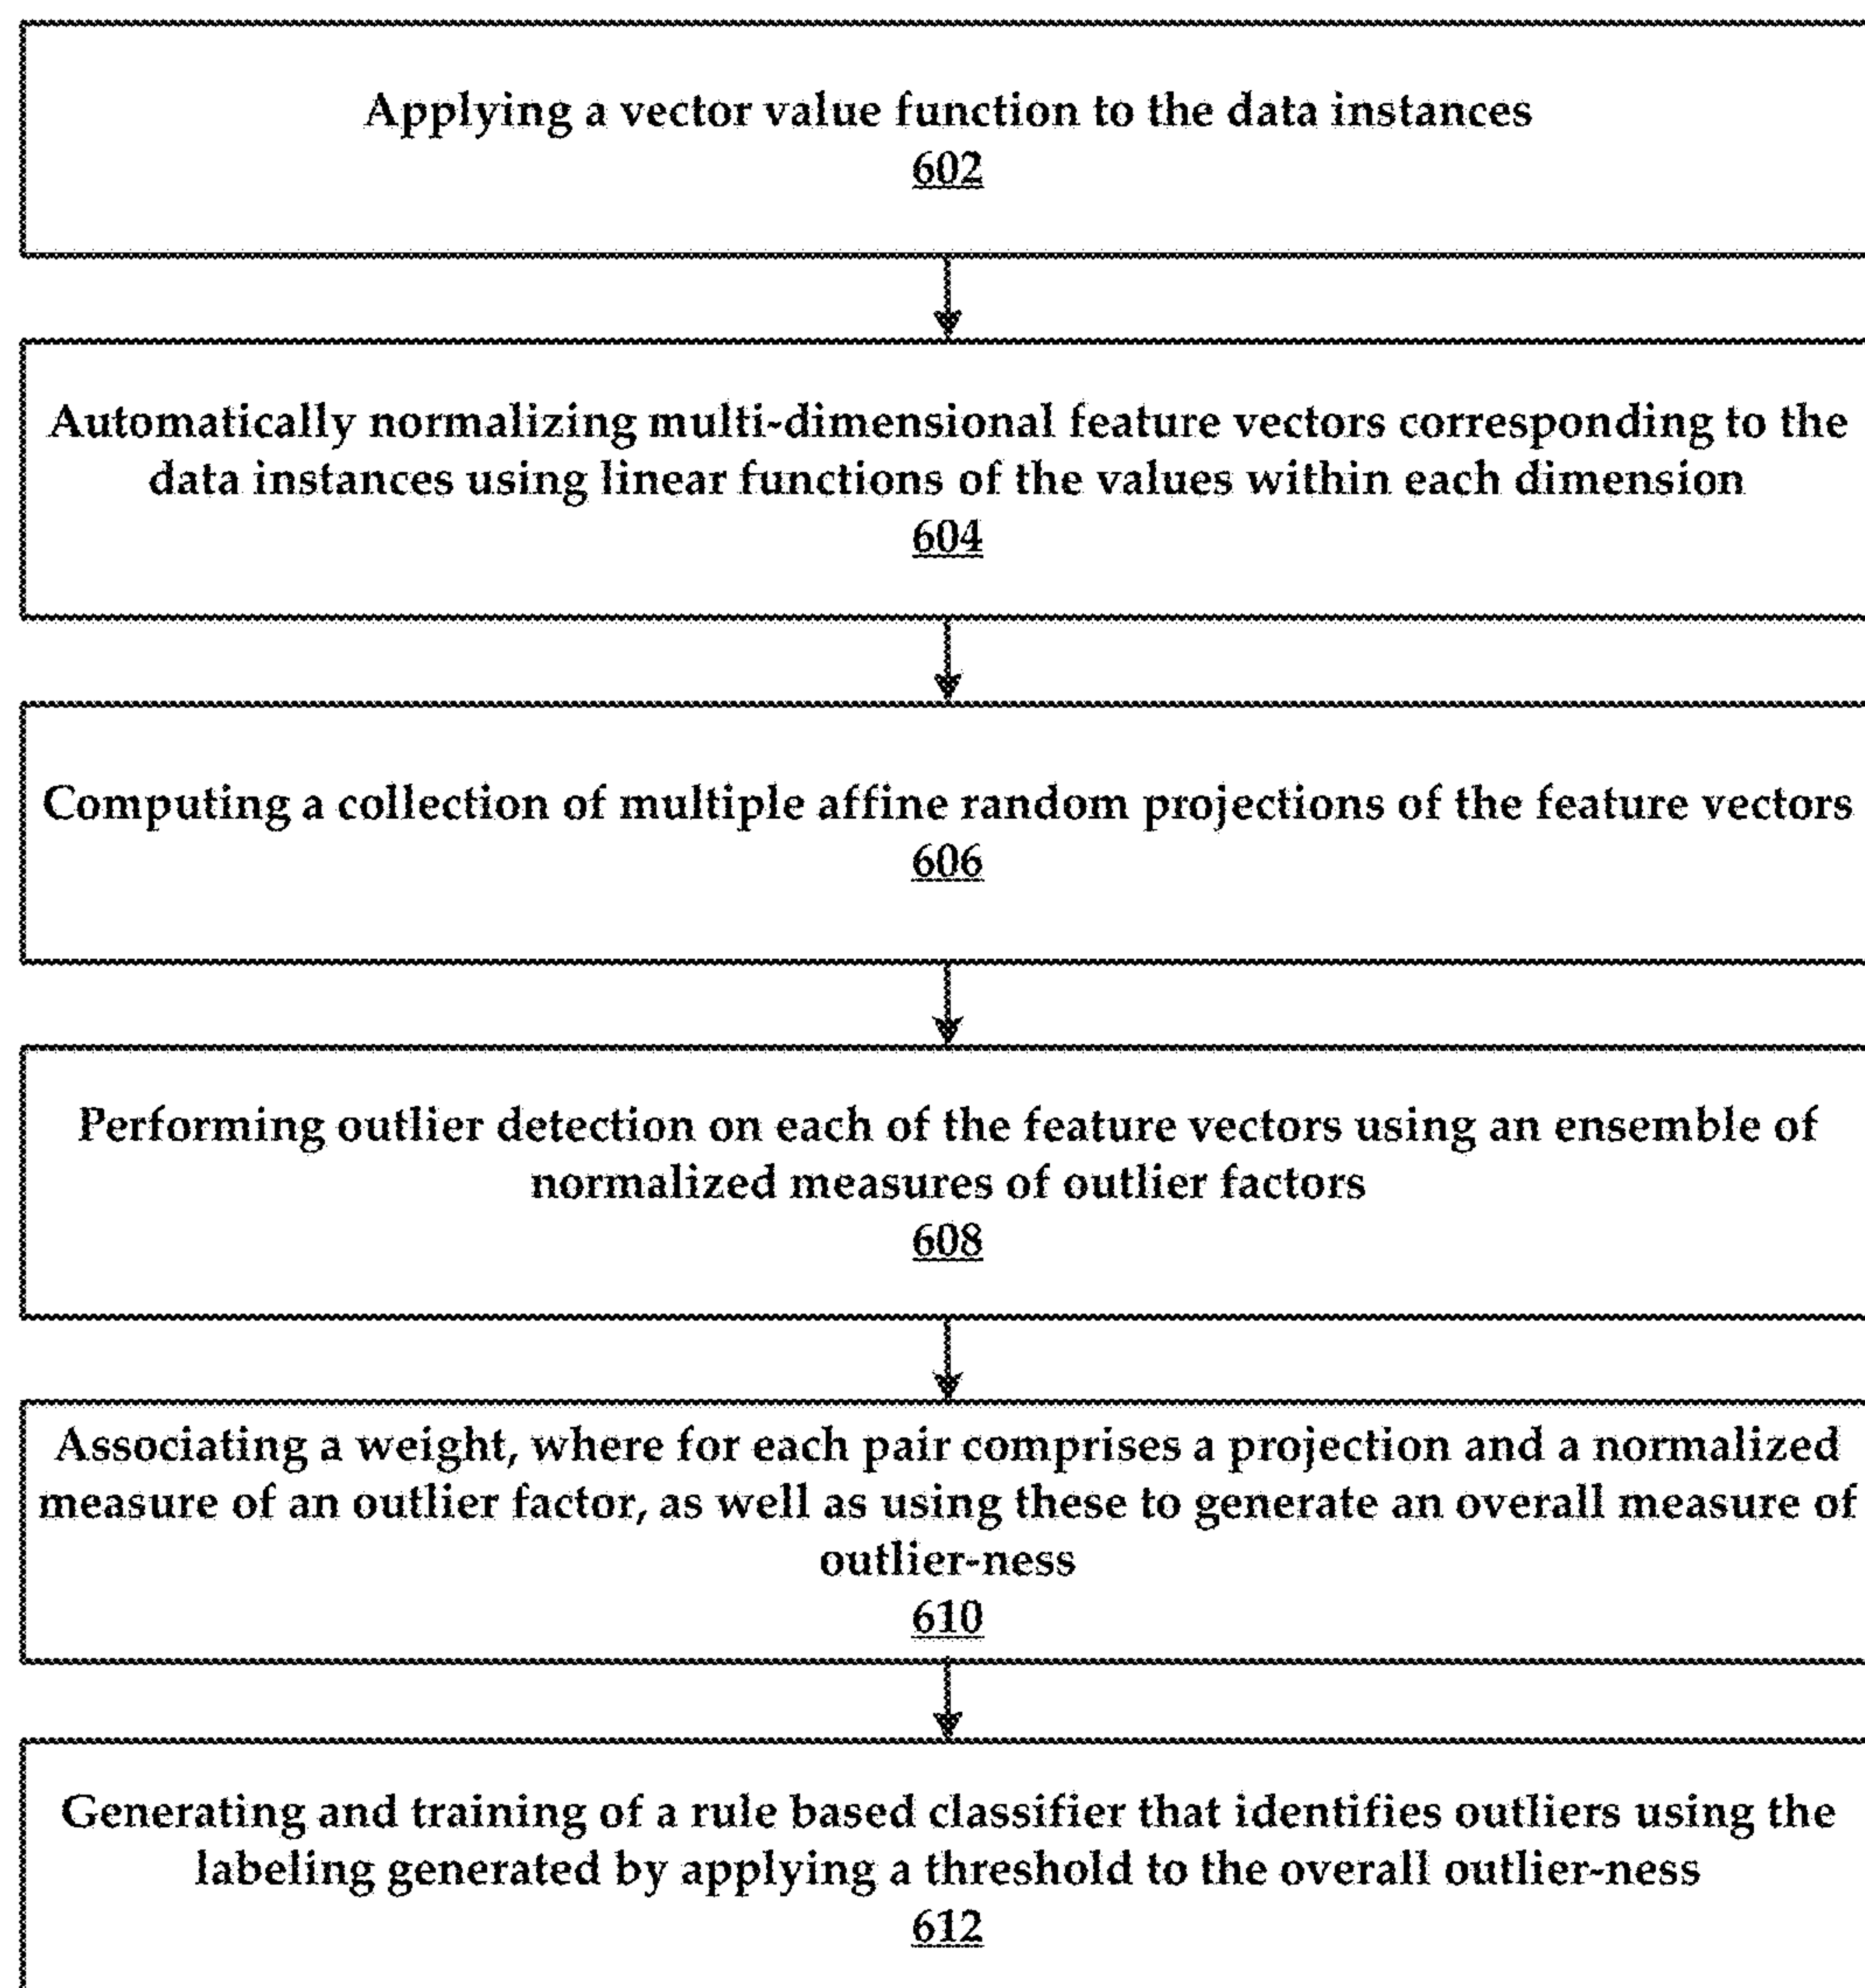 Applying a vector value function to the data instances
602
Automatically normalizing multi-dimensional feature vectors corresponding to the
data instances using linear functions of the values within each dimension
604
Computing a collection of multiple affine random projections of the feature vectors
606
Performing outlier detection on each of the feature vectors using an ensemble of
normalized measures of outlier factors
608
Associating a weight, where for each pair comprises a projection and a normalized
measure of an outlier factor, as well as using these to generate an overall measure of
outlier-ness
610
Generating and training of a rule based classifier that identifies outliers using the
labeling generated by applying a threshold to the overall outlier-ness
612